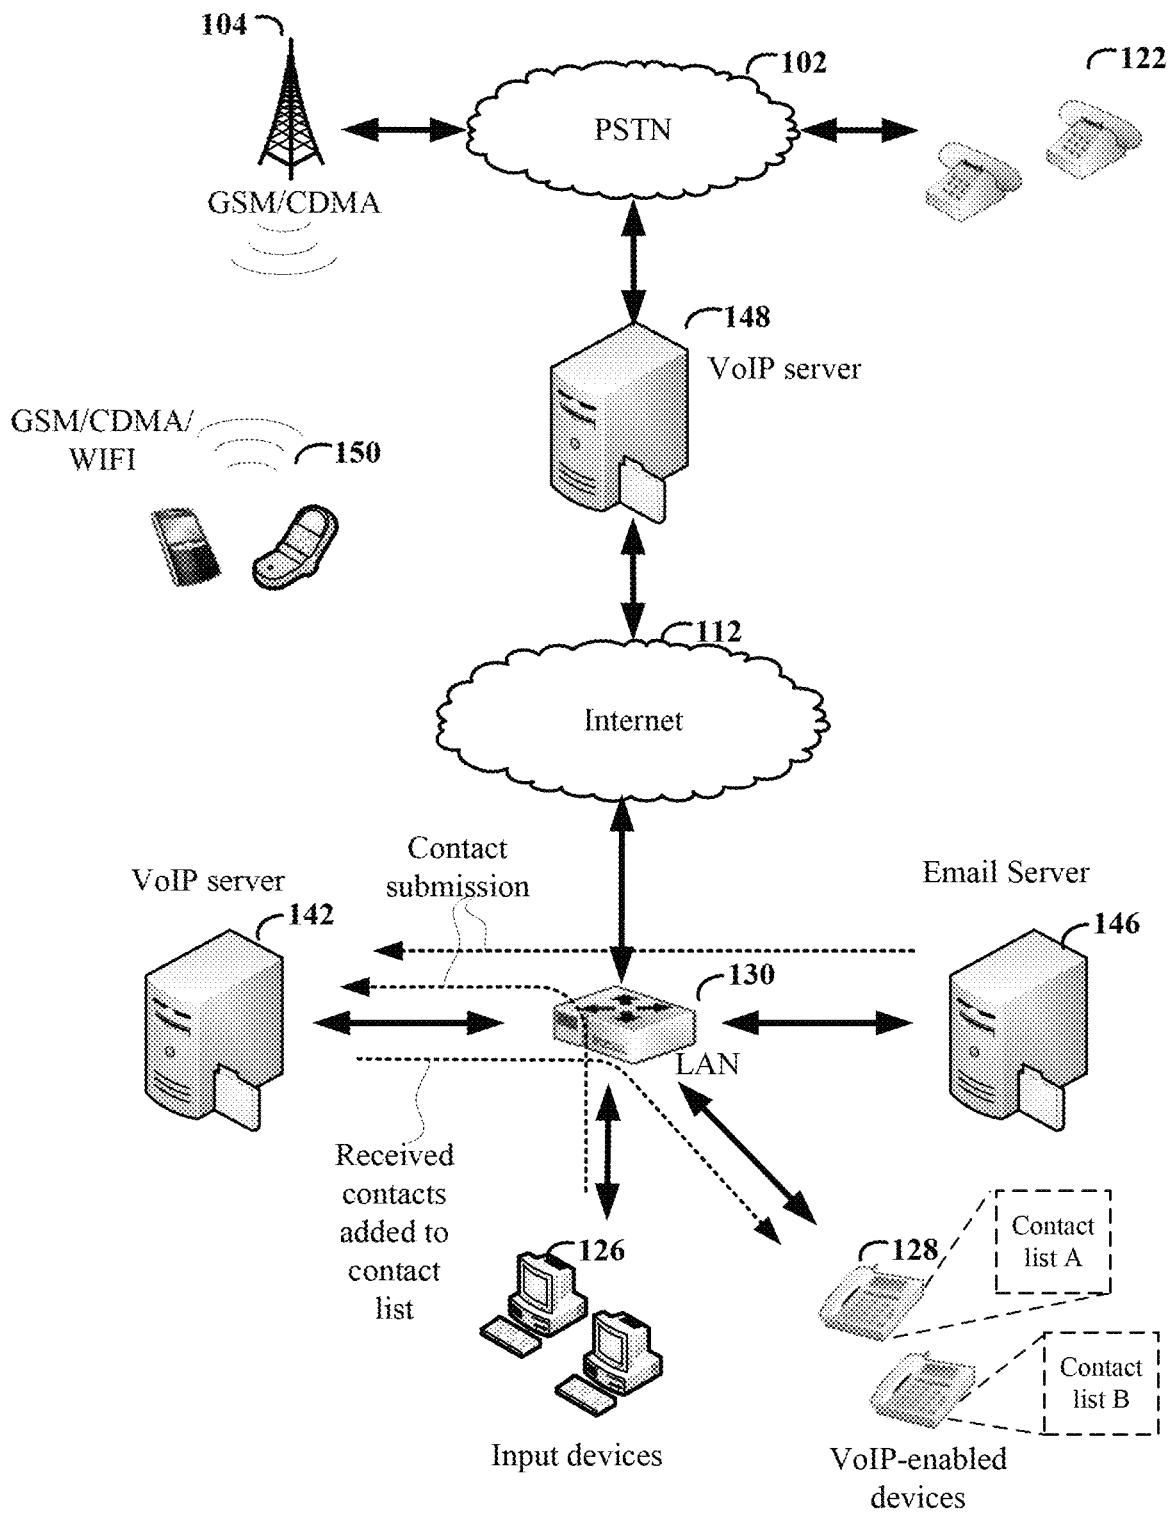 104
102
122
PSTN
GSM/CDMA
148
VoIP server
GSM/CDMA/
WIFI
150
112
Internet
Contact
submission
VoIP server
142
Email Server
146
130
LAN
Received
contacts
added to
contact
list
126
128
Contact
list A
Contact
list B
Input devices
VoIP-enabled
devices